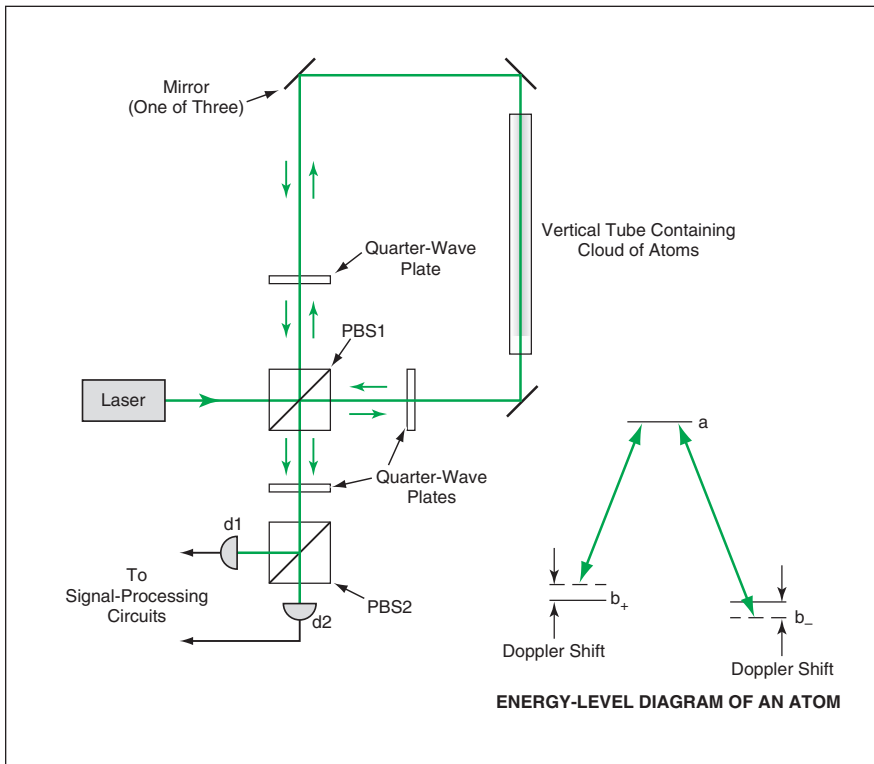 Mirror
(One of Three)
Quarter-Wave
Plate
Vertical Tube Containing
Cloud of Atoms
PBS1
Laser
Quarter-Wave
Plates
d1
To
Signal-Processing
Circuits
PBS2
d2
a
b+
Doppler Shift
b–
Doppler Shift
ENERGY-LEVEL DIAGRAM OF AN ATOM